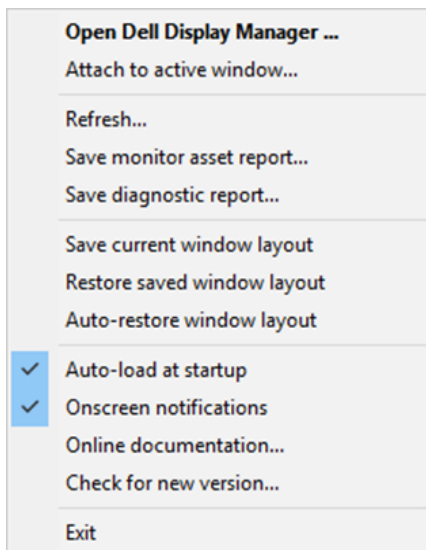 Open Dell Display Manager ...
Attach to active window...
Refresh...
Save monitor asset report...
Save diagnostic report...
Save current window layout
Restore saved window layout
Auto-restore window layout
Auto-load at startup
Onscreen notifications
Online documentation...
Check for new version...
Exit